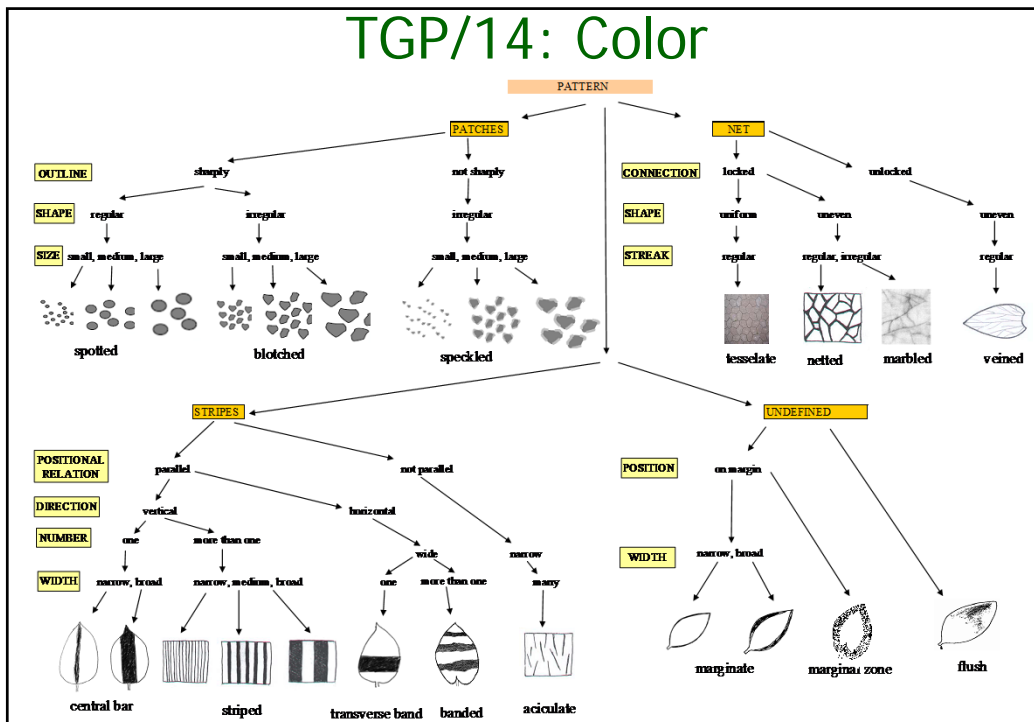 TGP/14: Color
PATTERN
PATCHES
NET
OUTLINE
sharply
not sharply
CONNECTION
locked
unlocked
SHAPE
regular
irregular
irregular
SHAPE
uniform
uneven
uneven
SIZE
small, medium, large
small, medium, large
small, medium, large
STREAK
regular
regular, irregular
regular
spotted
blotched
speckled
tesselate
netted
marbled
veined
STRIPES
UNDEFINED
POSITIONAL
RELATION
parallel
not parallel
POSITION
on margin
DIRECTION
vertical
horizontal
NUMBER
one
more than one
wide
narrow
WIDTH
narrow, broad
WIDTH
narrow, broad
narrow, medium, broad
one
more than one
many
central bar
striped
transverse band
banded
aciculate
marginate
marginal zone
flush